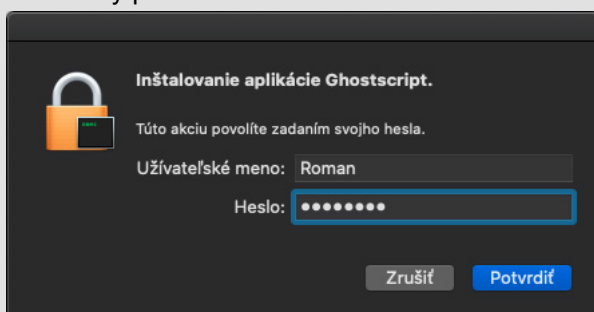 Inštalovanie aplikácie Ghostscript.
Túto akciu povolíte zadaním svojho hesla.
Užívateľské meno: Roman
Heslo: ••••••••
Zrušiť Potvrdiť